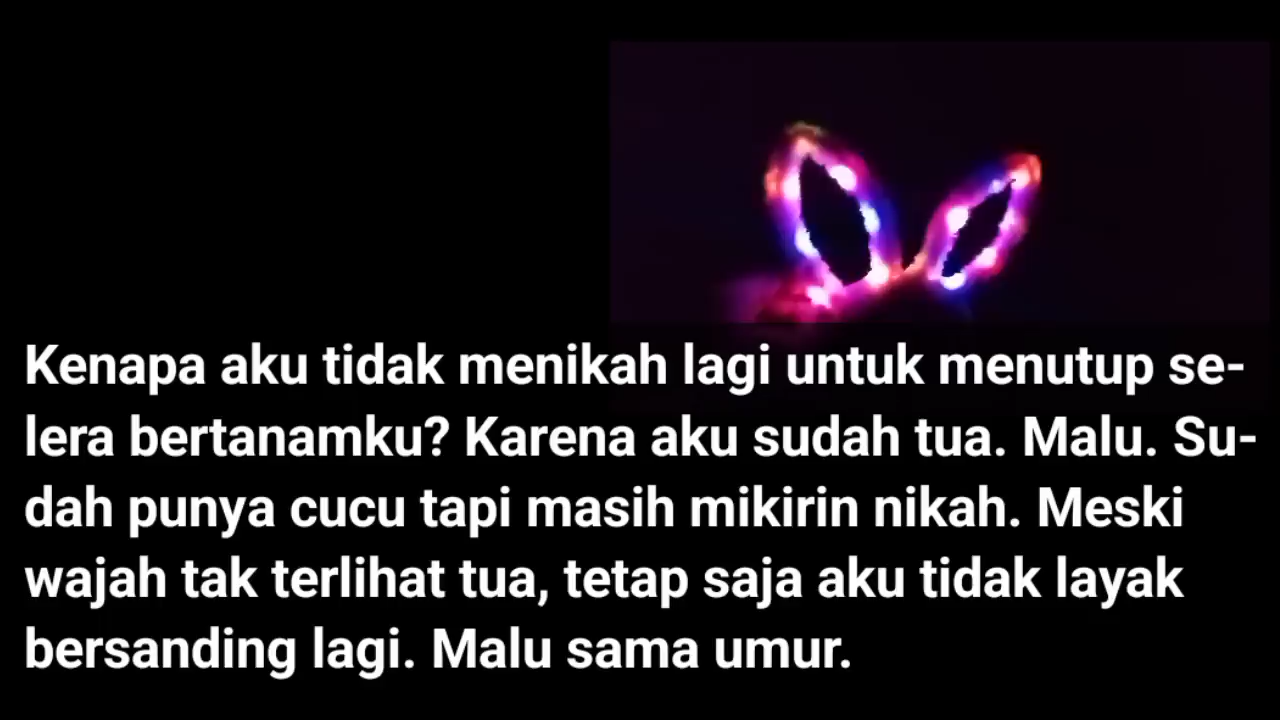 Kenapa aku tidak menikah lagi untuk menutup se-
lera bertanamku? Karena aku sudah tua. Malu. Su-
dah punya cucu tapi masih mikirin nikah. Meski
wajah tak terlihat tua, tetap saja aku tidak layak
bersanding lagi. Malu sama umur.